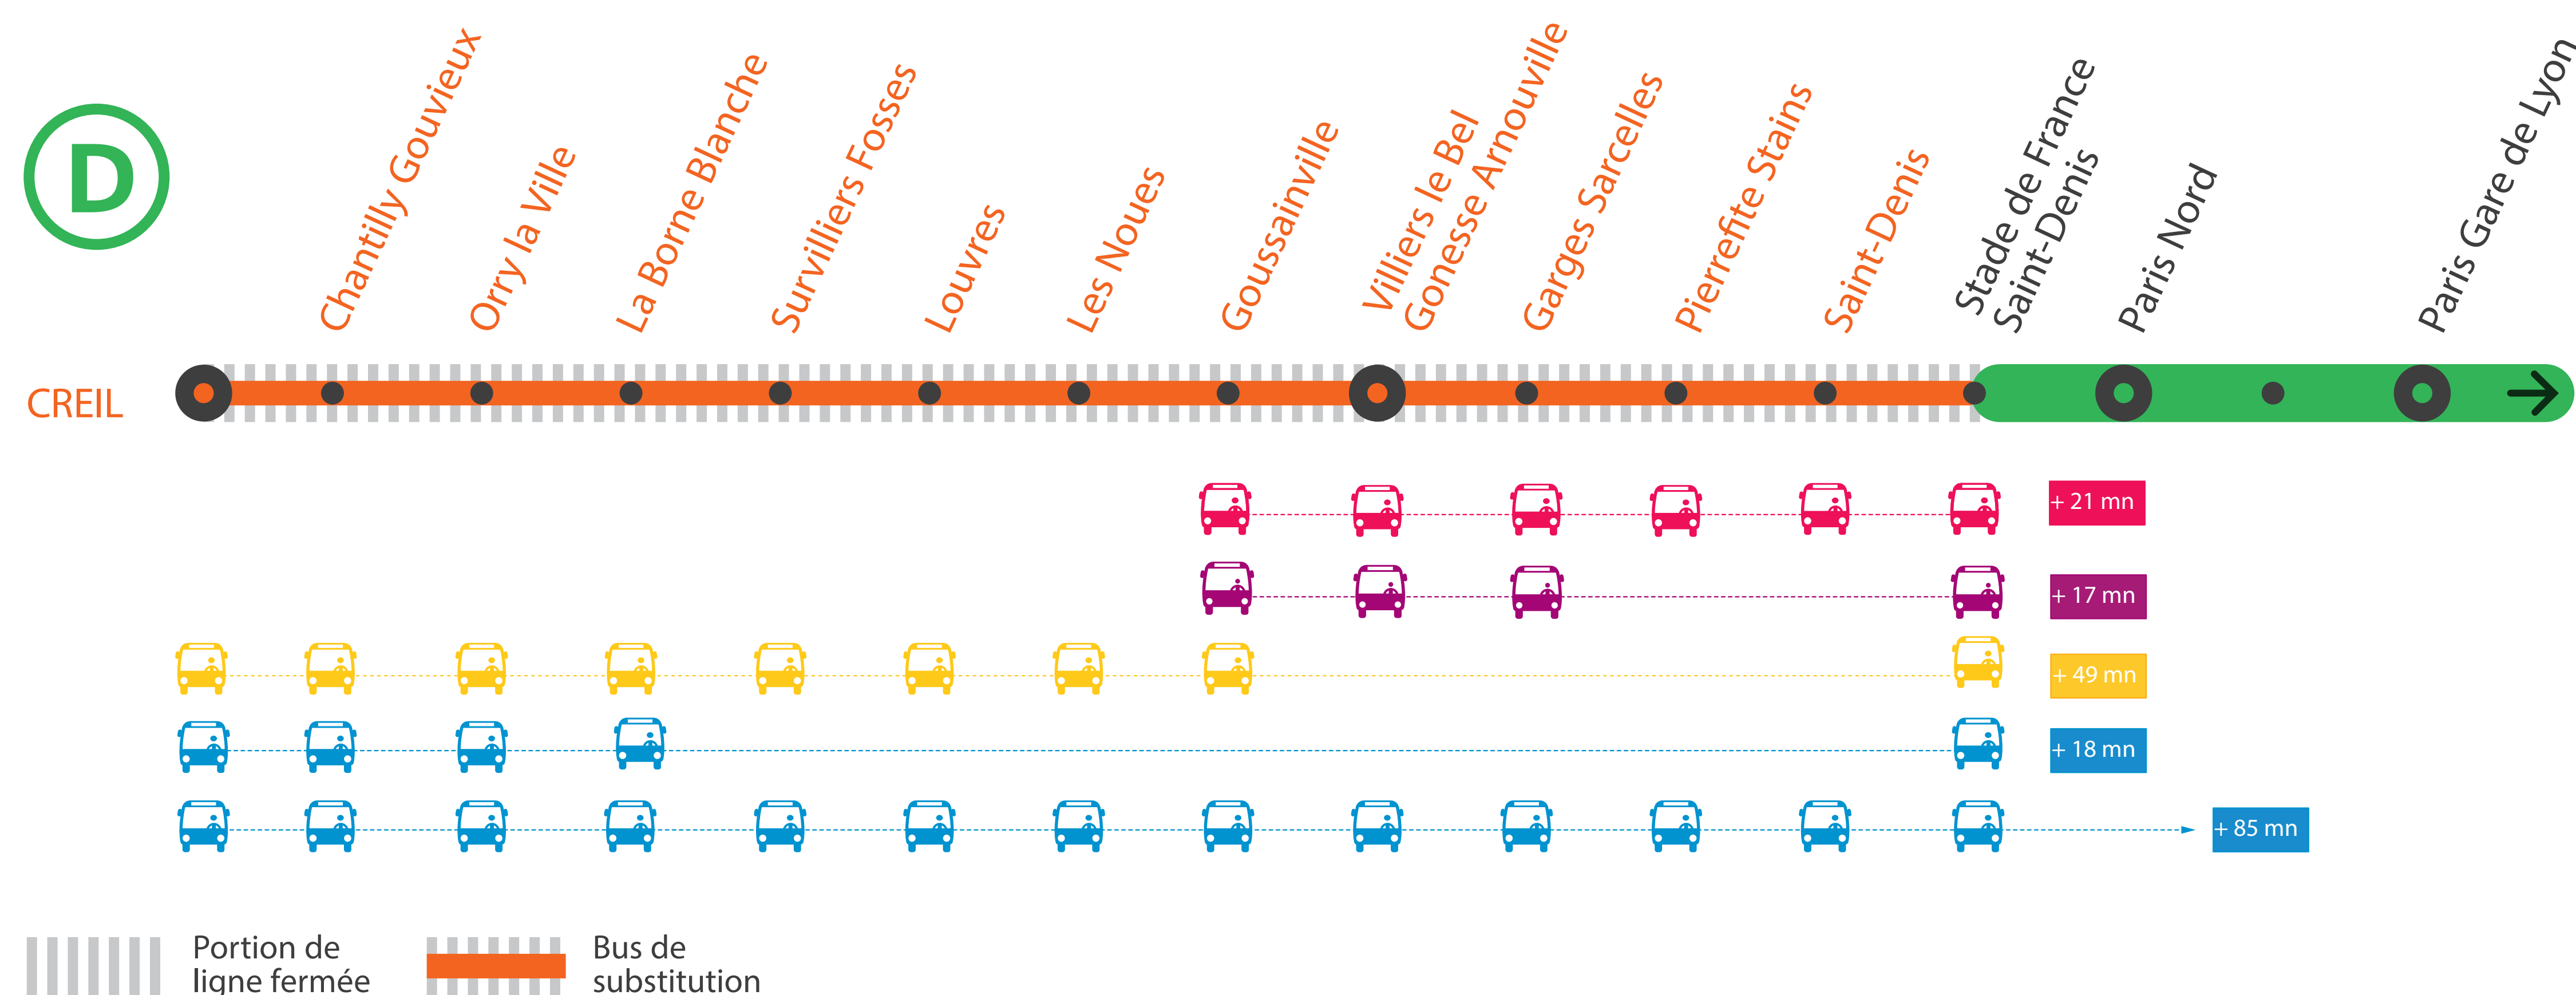 D
CREIL
Chantilly Gouvieux
Orry la Ville
La Borne Blanche
Survilliers Fosses
Louvres
Les Noues
Goussainville
Villiers le Bel
Gonesse Arnouville
Garges Sarcelles
Pierrefite Stains
Saint-Denis
Stade de France
Saint-Denis
Paris Nord
Paris Gare de Lyon
+ 21 mn
+ 17 mn
+ 49 mn
+ 18 mn
+ 85 mn
Portion de
ligne fermée
Bus de
substitution